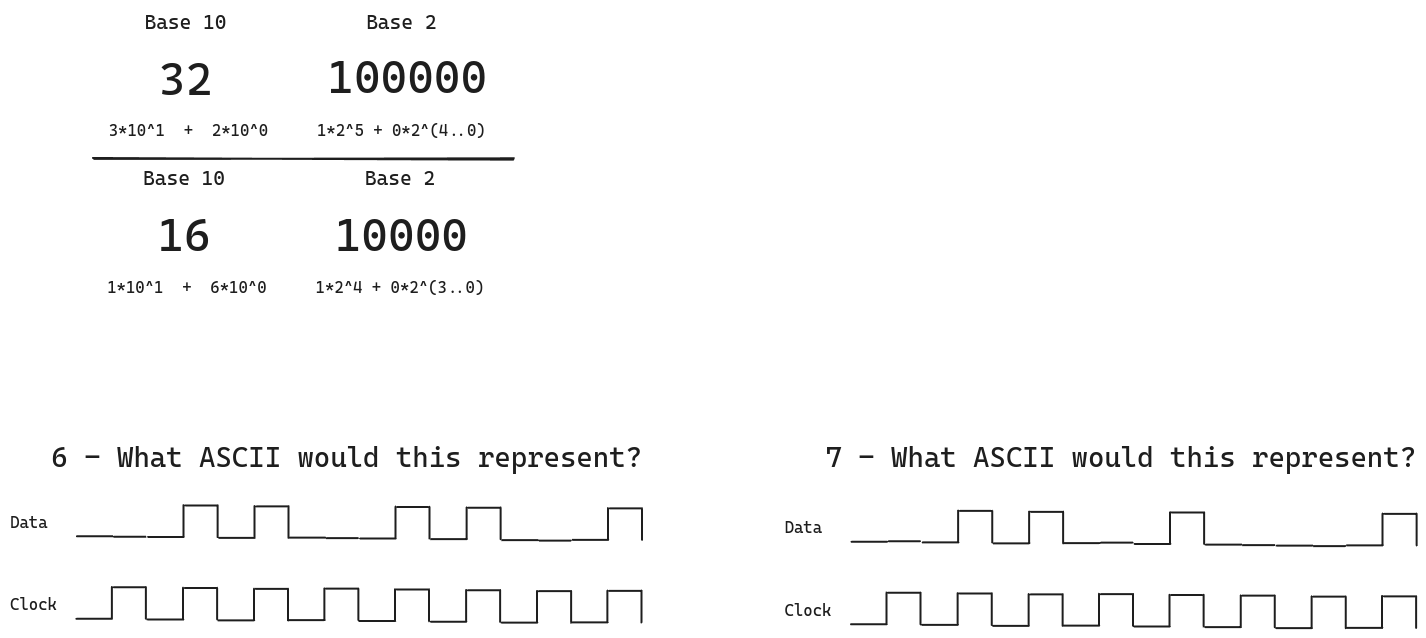 Base 10 Base 2
32 100000
3*10^1 + 2*10^0 1*2^5 + 0*2^(4..0)
Base 10 Base 2
16 10000
1*10^1 + 6*10^0 1*2^4 + 0*2^(3..0)
6 - What ASCII would this represent?
Data
Clock
7 - What ASCII would this represent?
Data
Clock